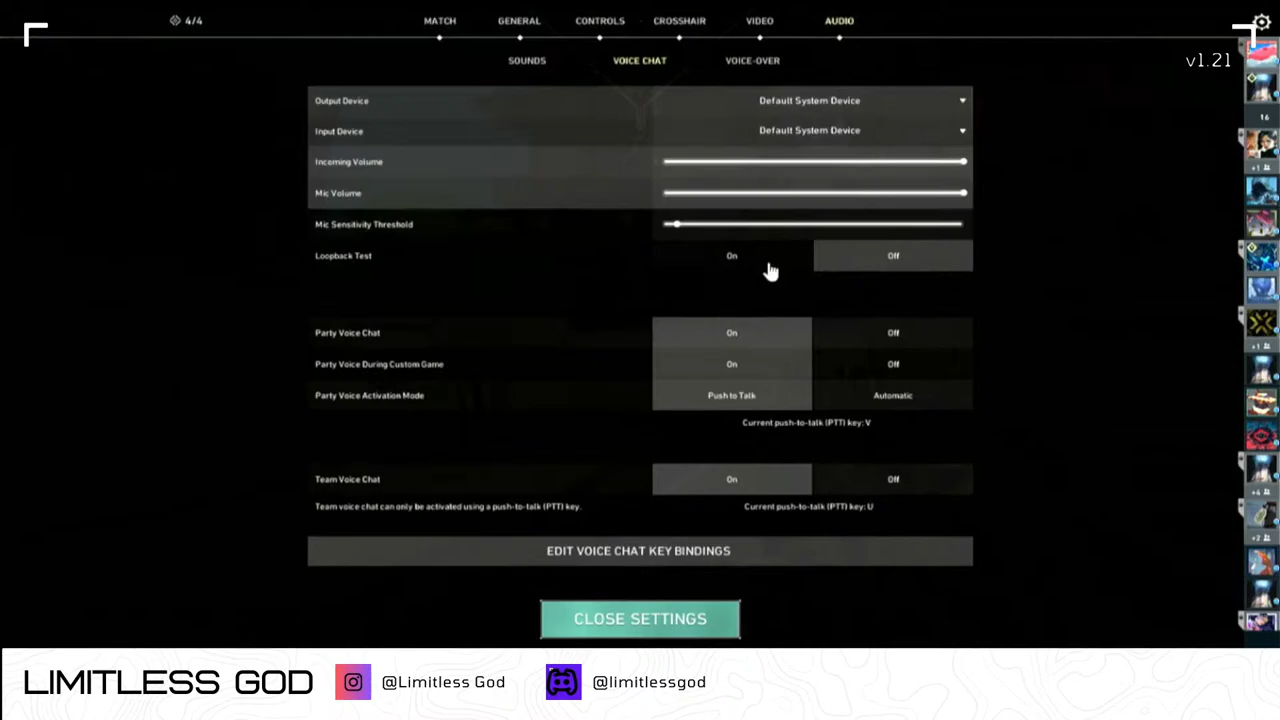 4/4
MATCH GENERAL CONTROLS CROSSHAIR VIDEO AUDIO
SOUNDS VOICE CHAT VOICE-OVER
v1.21
Output Device Default System Device
Input Device Default System Device
16
Incoming Volume
+1
Mic Volume
Mic Sensitivity Threshold
Loopback Test On Off
Party Voice Chat On Off
+1
Party Voice During Custom Game On Off
Party Voice Activation Mode Push to Talk Automatic
Current push-to-talk (PTT) key: V
Team Voice Chat On Off
+4
Team voice chat can only be activated using a push-to-talk (PTT) key. Current push-to-talk (PTT) key: U
+2
EDIT VOICE CHAT KEY BINDINGS
CLOSE SETTINGS
LIMITLESS GOD @Limitless God @limitlessgod